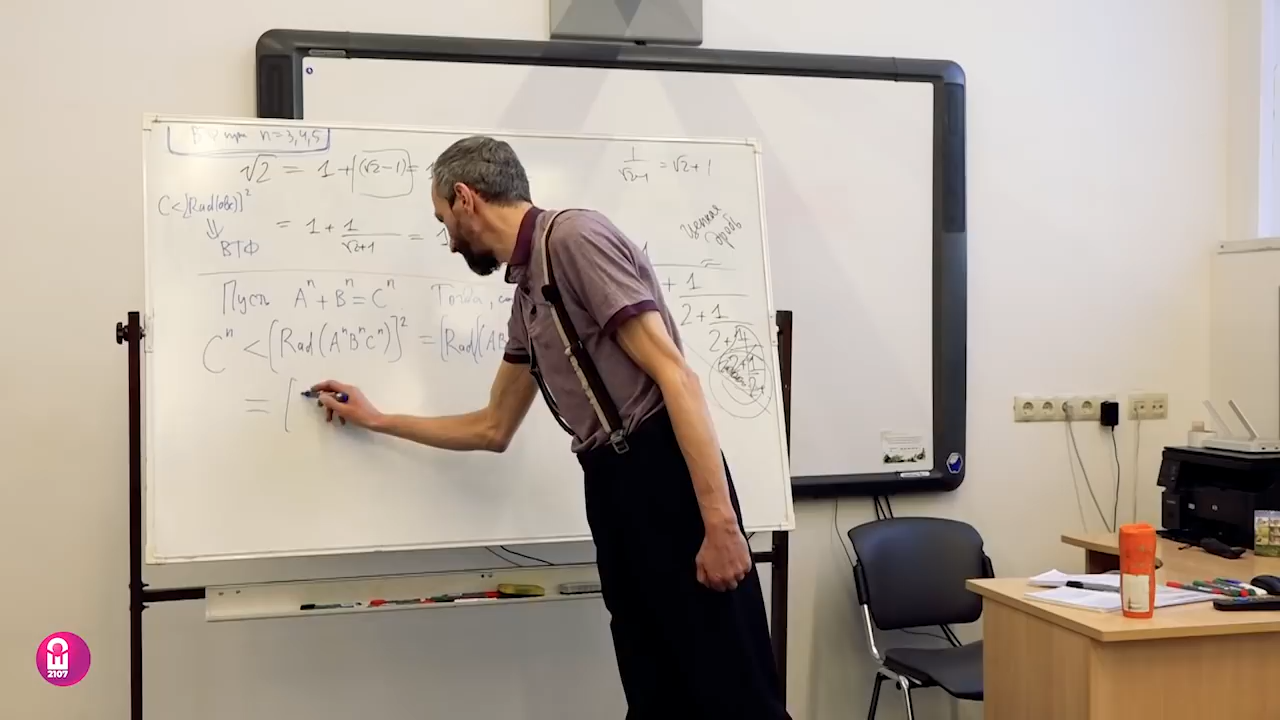 при n=3,4,5
√2 = 1+(√2-1)= 1
1/(√2-1) = √2+1
C<[Rad(abc)]²
⇓
ВТФ
= 1+ 1/(√2+1) = 1
Цепная дробь
+ 1
2+1
2+
Пусть Aⁿ+Bⁿ=Cⁿ Тогда,
Cⁿ <[Rad(AⁿBⁿCⁿ)]² =[Rad(AB
= [
2107